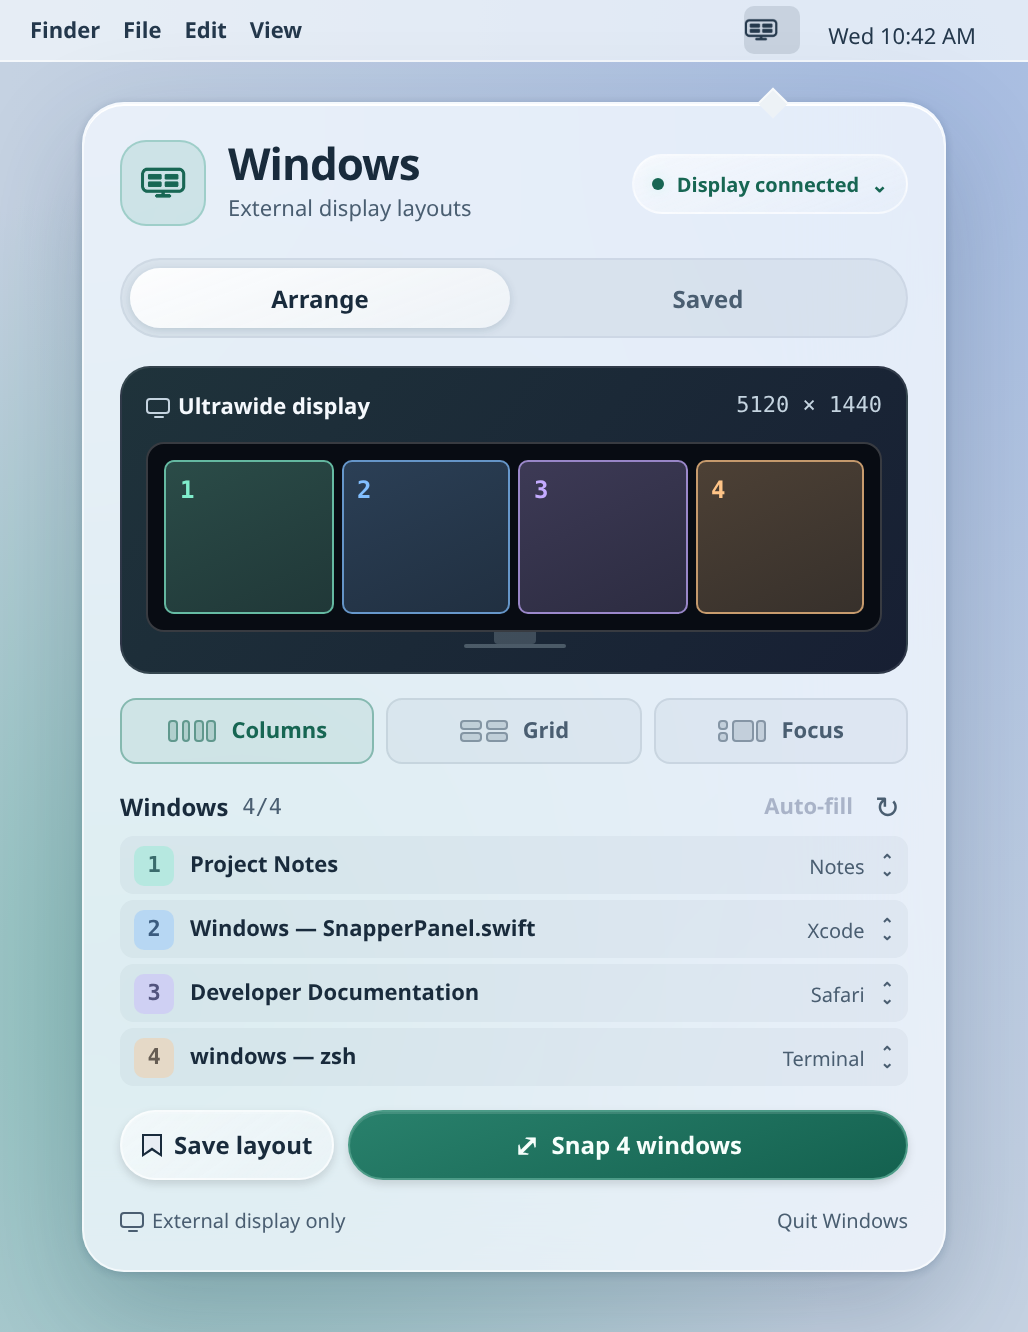 Finder File Edit View Wed 10:42 AM
Windows
External display layouts
Display connected
Arrange Saved
Ultrawide display 5120 × 1440
1 2 3 4
Columns Grid Focus
Windows 4/4 Auto-fill
1 Project Notes Notes
2 Windows — SnapperPanel.swift Xcode
3 Developer Documentation Safari
4 windows — zsh Terminal
Save layout Snap 4 windows
External display only Quit Windows